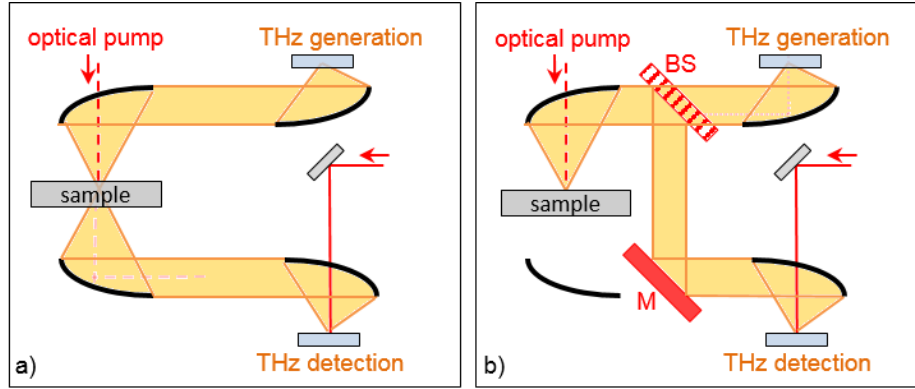 optical pump
THz generation
sample
THz detection
a)
optical pump
BS
THz generation
sample
M
THz detection
b)